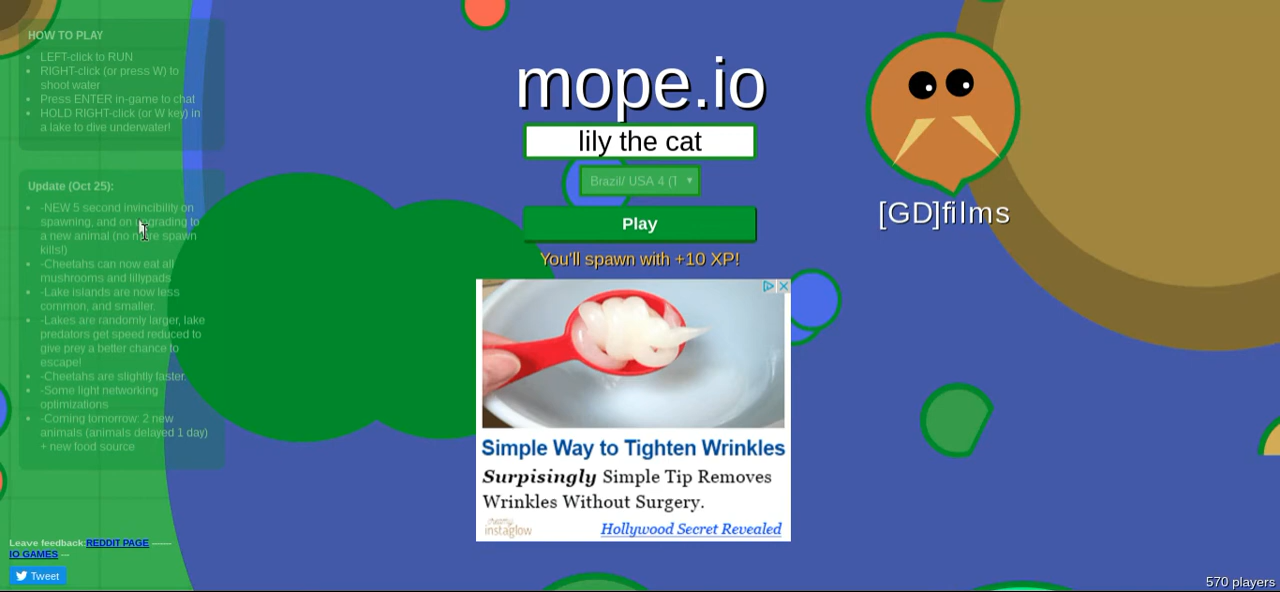 HOW TO PLAY
LEFT-click to RUN
RIGHT-click (or press W) to
shoot water
Press ENTER in-game to chat
HOLD RIGHT-click (or W key) in
a lake to dive underwater!
Update (Oct 25):
-NEW 5 second invincibility on
spawning, and on upgrading to
a new animal (no more spawn
kills!)
-Cheetahs can now eat all
mushrooms and lillypads
-Lake islands are now less
common, and smaller.
-Lakes are randomly larger, lake
predators get speed reduced to
give prey a better chance to
escape!
-Cheetahs are slightly faster.
-Some light networking
optimizations
-Coming tomorrow: 2 new
animals (animals delayed 1 day)
+ new food source
Leave feedback REDDIT PAGE ——
IO GAMES —
Tweet
mope.io
lily the cat
Brazil/ USA 4 (1
Play
You'll spawn with +10 XP!
Simple Way to Tighten Wrinkles
Surpisingly Simple Tip Removes
Wrinkles Without Surgery.
instaglow
Hollywood Secret Revealed
[GD]films
570 players